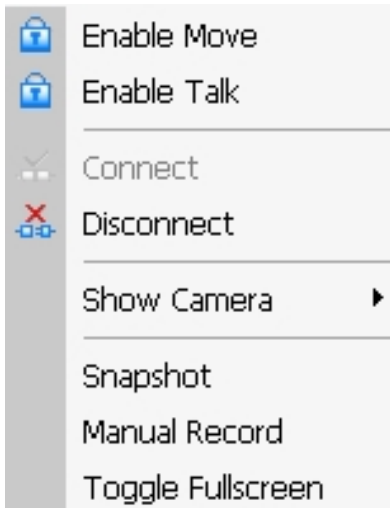 Enable Move
Enable Talk
Connect
Disconnect
Show Camera
Snapshot
Manual Record
Toggle Fullscreen